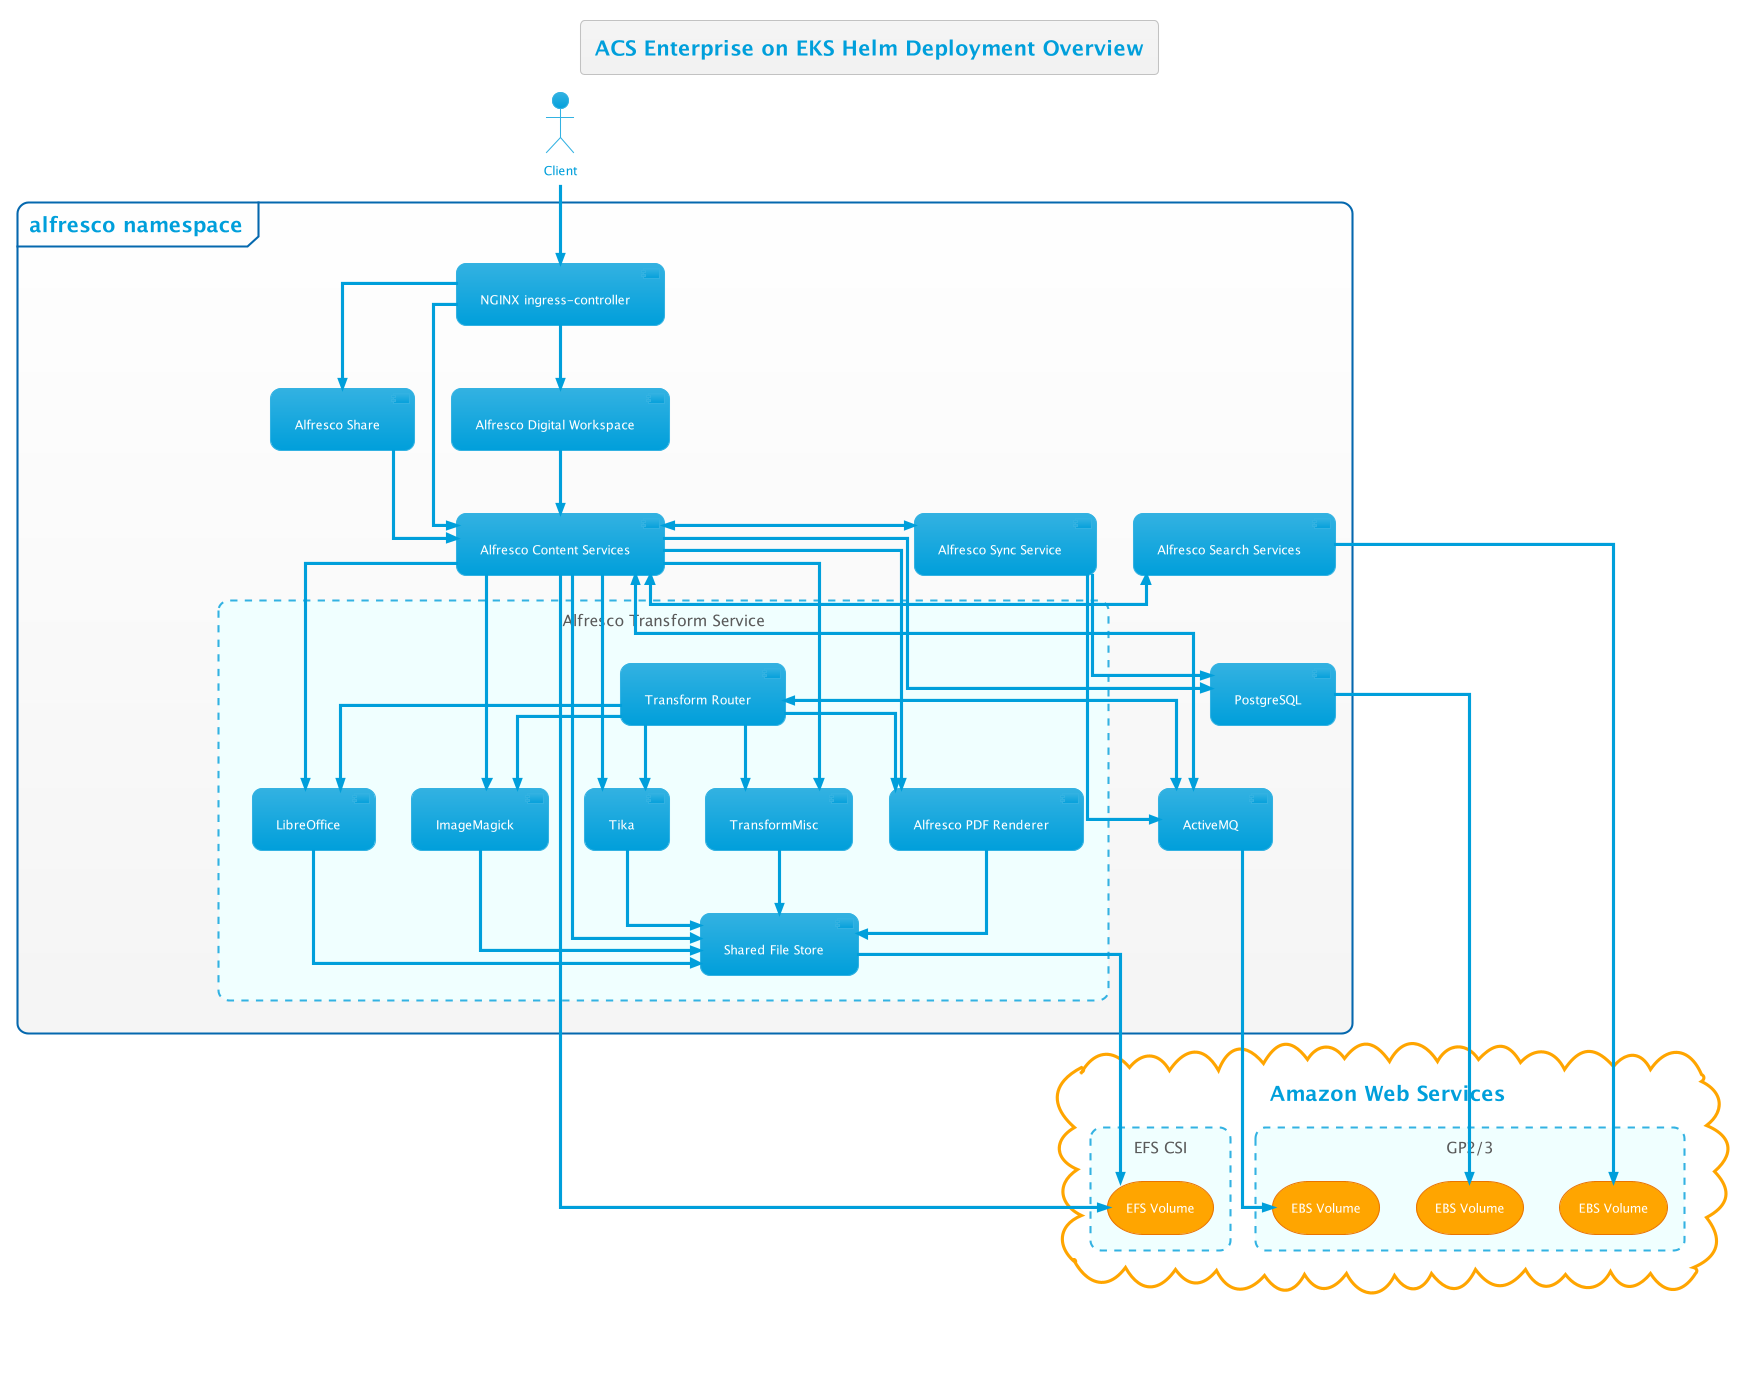 ACS Enterprise on EKS Helm Deployment Overview
Client
alfresco namespace
NGINX ingress-controller
Alfresco Share
Alfresco Digital Workspace
Alfresco Content Services
Alfresco Sync Service
Alfresco Search Services
Alfresco Transform Service
Transform Router
PostgreSQL
LibreOffice
ImageMagick
Tika
TransformMisc
Alfresco PDF Renderer
ActiveMQ
Shared File Store
Amazon Web Services
EFS CSI
GP2/3
EFS Volume
EBS Volume
EBS Volume
EBS Volume